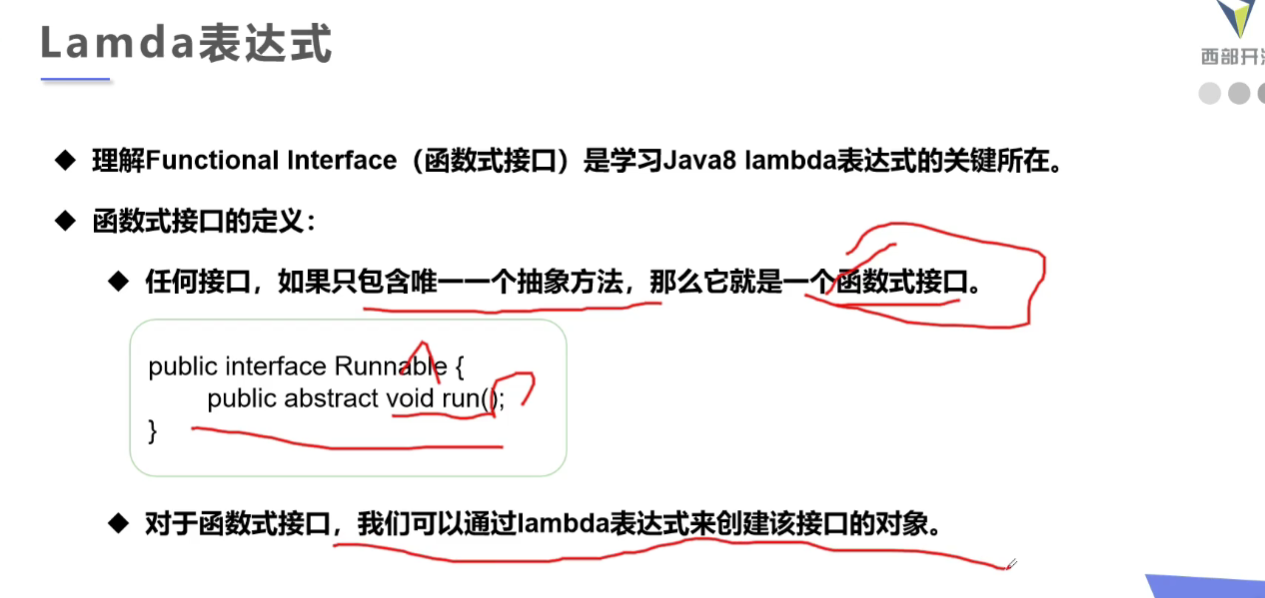 Lamda表达式
西部开
理解Functional Interface（函数式接口）是学习Java8 lambda表达式的关键所在。
函数式接口的定义：
任何接口，如果只包含唯一一个抽象方法，那么它就是一个函数式接口。
public interface Runnable {
public abstract void run();
}
对于函数式接口，我们可以通过lambda表达式来创建该接口的对象。